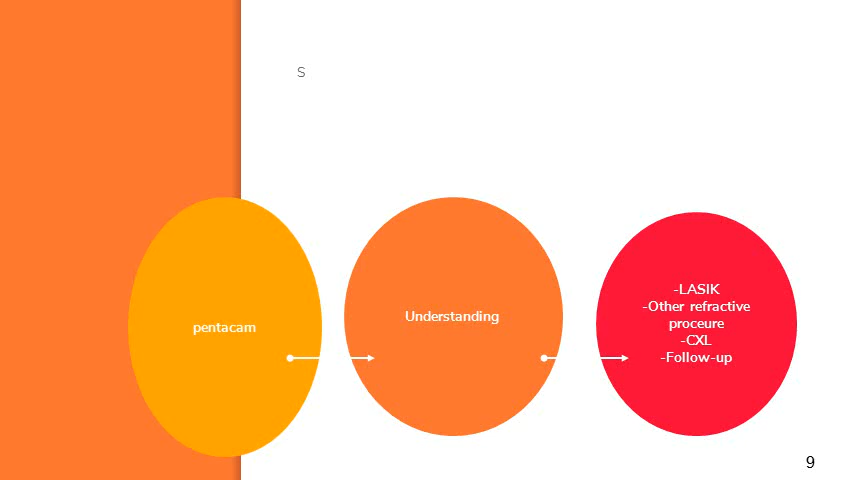 S
pentacam
Understanding
-LASIK
-Other refractive
proceure
-CXL
-Follow-up
9